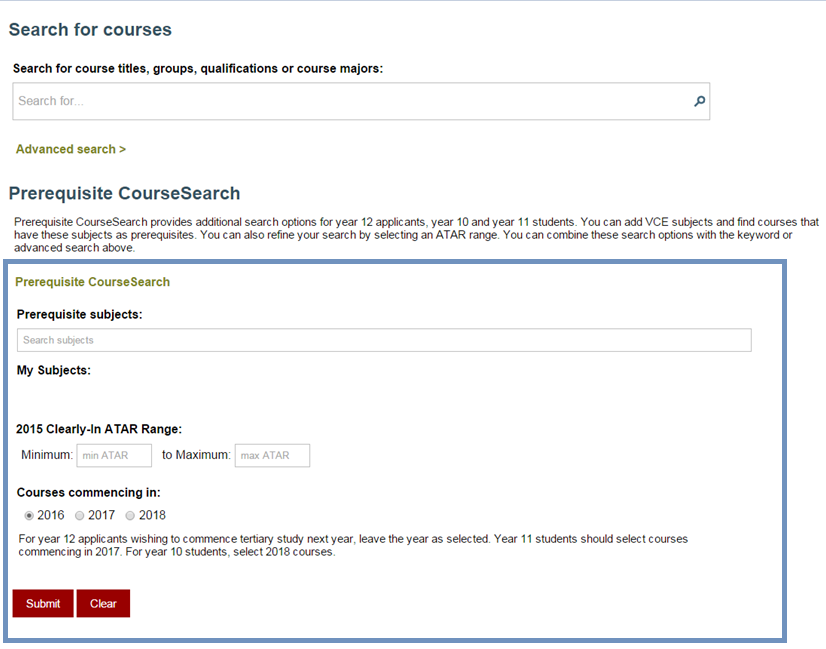 Search for courses
Search for course titles, groups, qualifications or course majors:
Search for...
Advanced search >
Prerequisite CourseSearch
Prerequisite CourseSearch provides additional search options for year 12 applicants, year 10 and year 11 students. You can add VCE subjects and find courses that
have these subjects as prerequisites. You can also refine your search by selecting an ATAR range. You can combine these search options with the keyword or
advanced search above.
Prerequisite CourseSearch
Prerequisite subjects:
Search subjects
My Subjects:
2015 Clearly-In ATAR Range:
Minimum: min ATAR to Maximum: max ATAR
Courses commencing in:
2016 2017 2018
For year 12 applicants wishing to commence tertiary study next year, leave the year as selected. Year 11 students should select courses
commencing in 2017. For year 10 students, select 2018 courses.
Submit Clear